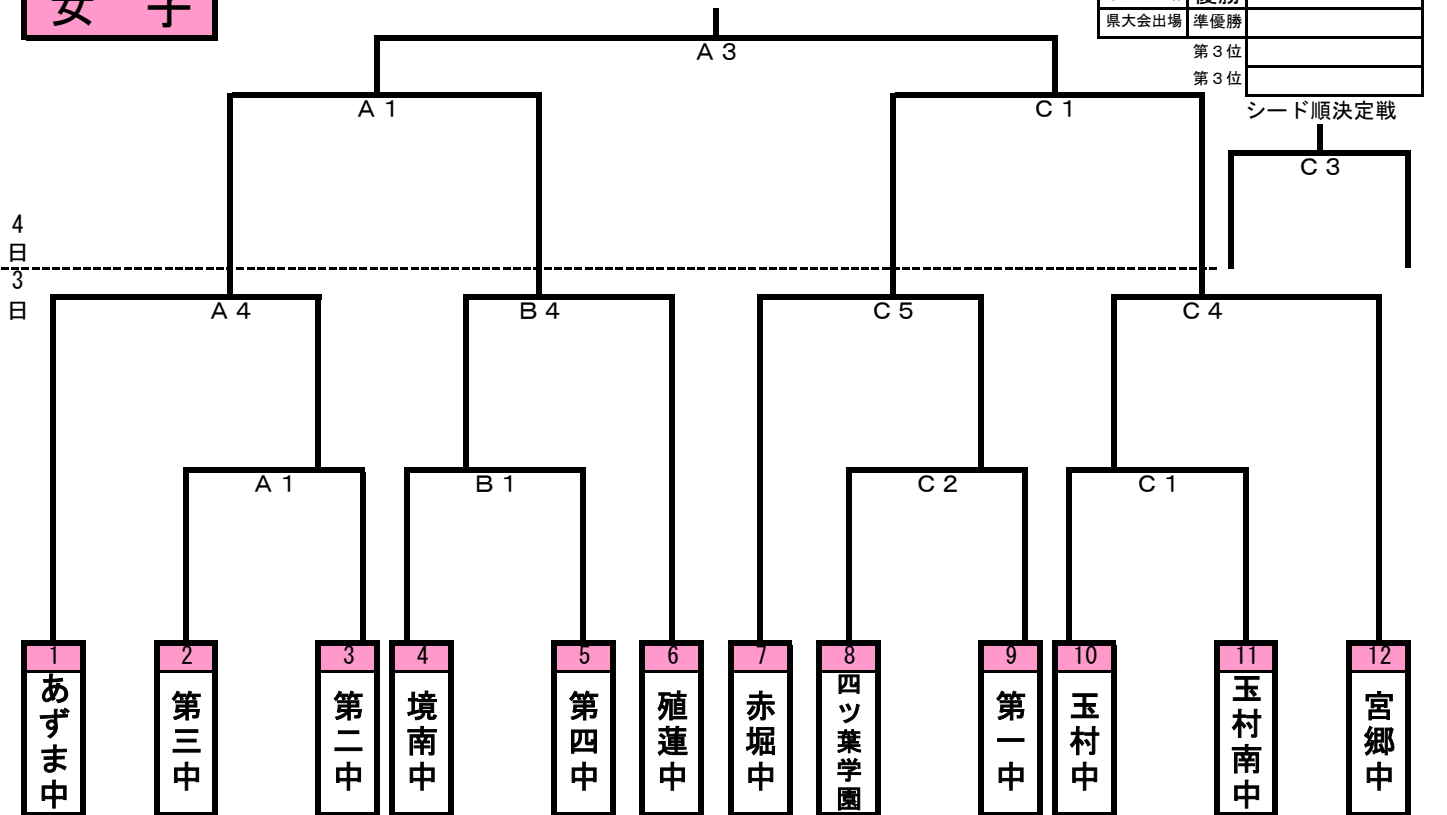 女 子
優勝
県大会出場 準優勝
第3位
第3位
シード順決定戦
A3
A1
C1
C3
4日
3日
A4
B4
C5
C4
A1
B1
C2
C1
1
2
3
4
5
6
7
8
9
10
11
12
あずま中
第三中
第二中
境南中
第四中
殖蓮中
赤堀中
四ツ葉学園
第一中
玉村中
玉村南中
宮郷中